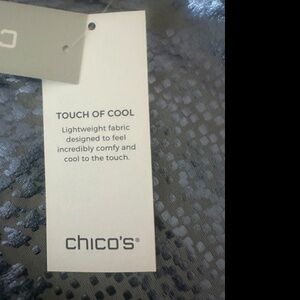 TOUCH OF COOL
Lightweight fabric
designed to feel
incredibly comfy and
cool to the touch.
chico's®